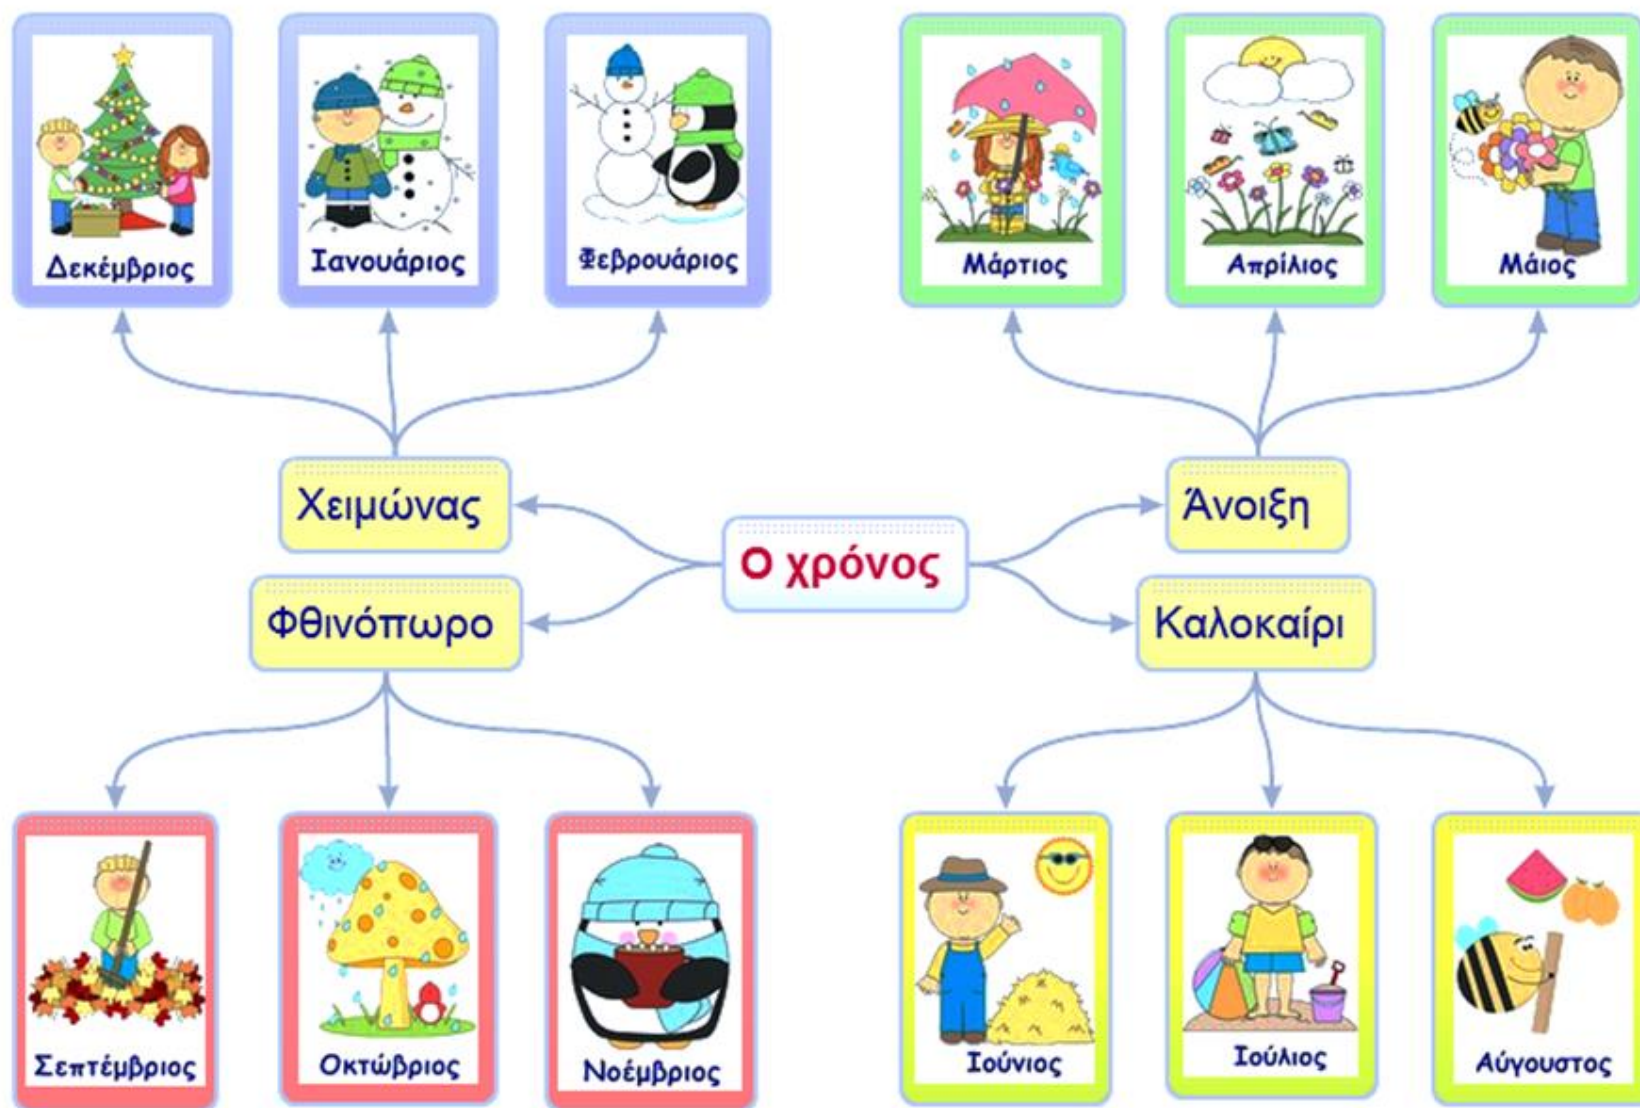 Δεκέμβριος
Ιανουάριος
Φεβρουάριος
Μάρτιος
Απρίλιος
Μάιος
Χειμώνας
Άνοιξη
Ο χρόνος
Φθινόπωρο
Καλοκαίρι
Σεπτέμβριος
Οκτώβριος
Νοέμβριος
Ιούνιος
Ιούλιος
Αύγουστος